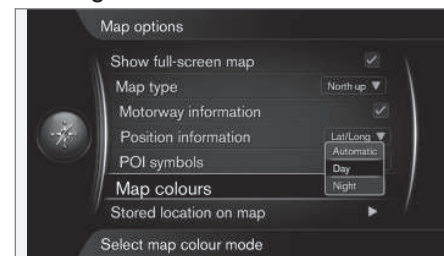 Map options
Show full-screen map
Map type North up
Motorway information
Position information Lat/Long
Automatic
POI symbols
Day
Map colours Night
Stored location on map
Select map colour mode